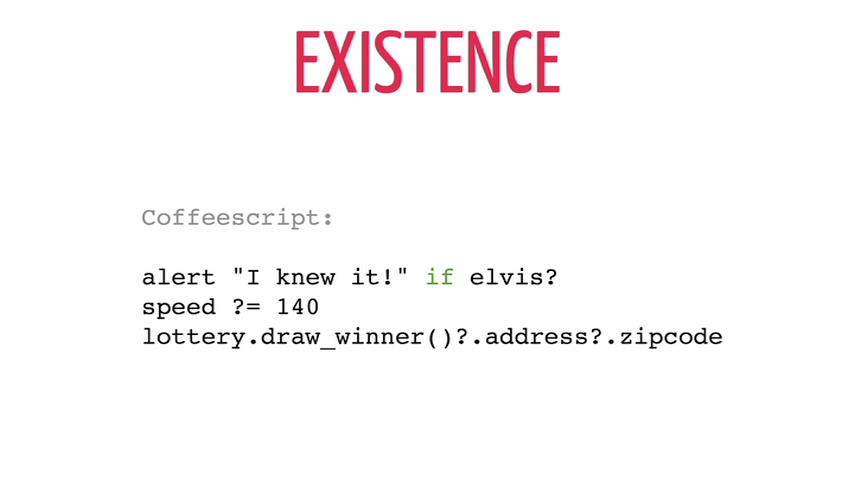 EXISTENCE
Coffeescript:
alert "I knew it!" if elvis?
speed ?= 140
lottery.draw_winner()?.address?.zipcode